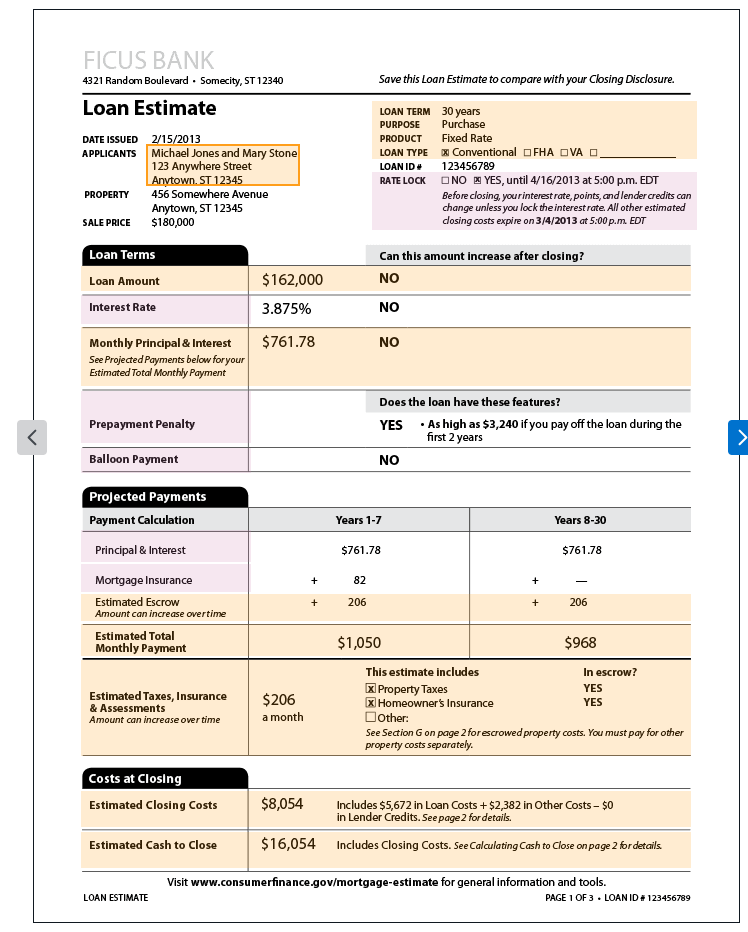 FICUS BANK
4321 Random Boulevard • Somecity, ST 12340
Save this Loan Estimate to compare with your Closing Disclosure.
Loan Estimate
DATE ISSUED 2/15/2013
APPLICANTS Michael Jones and Mary Stone
123 Anywhere Street
Anytown, ST 12345
PROPERTY 456 Somewhere Avenue
Anytown, ST 12345
SALE PRICE $180,000
LOAN TERM 30 years
PURPOSE Purchase
PRODUCT Fixed Rate
LOAN TYPE ☒ Conventional ☐ FHA ☐ VA ☐ ____________
LOAN ID # 123456789
RATE LOCK ☐ NO ☒ YES, until 4/16/2013 at 5:00 p.m. EDT
Before closing, your interest rate, points, and lender credits can
change unless you lock the interest rate. All other estimated
closing costs expire on 3/4/2013 at 5:00 p.m. EDT
Loan Terms Can this amount increase after closing?
Loan Amount $162,000 NO
Interest Rate 3.875% NO
Monthly Principal & Interest $761.78 NO
See Projected Payments below for your
Estimated Total Monthly Payment
Does the loan have these features?
Prepayment Penalty YES • As high as $3,240 if you pay off the loan during the
first 2 years
Balloon Payment NO
Projected Payments
Payment Calculation Years 1-7 Years 8-30
Principal & Interest $761.78 $761.78
Mortgage Insurance + 82 + —
Estimated Escrow + 206 + 206
Amount can increase over time
Estimated Total
Monthly Payment $1,050 $968
This estimate includes In escrow?
☒ Property Taxes YES
☒ Homeowner's Insurance YES
☐ Other:
See Section G on page 2 for escrowed property costs. You must pay for other
property costs separately.
Estimated Taxes, Insurance
& Assessments
Amount can increase over time
$206
a month
Costs at Closing
Estimated Closing Costs $8,054 Includes $5,672 in Loan Costs + $2,382 in Other Costs – $0
in Lender Credits. See page 2 for details.
Estimated Cash to Close $16,054 Includes Closing Costs. See Calculating Cash to Close on page 2 for details.
Visit www.consumerfinance.gov/mortgage-estimate for general information and tools.
LOAN ESTIMATE PAGE 1 OF 3 • LOAN ID # 123456789